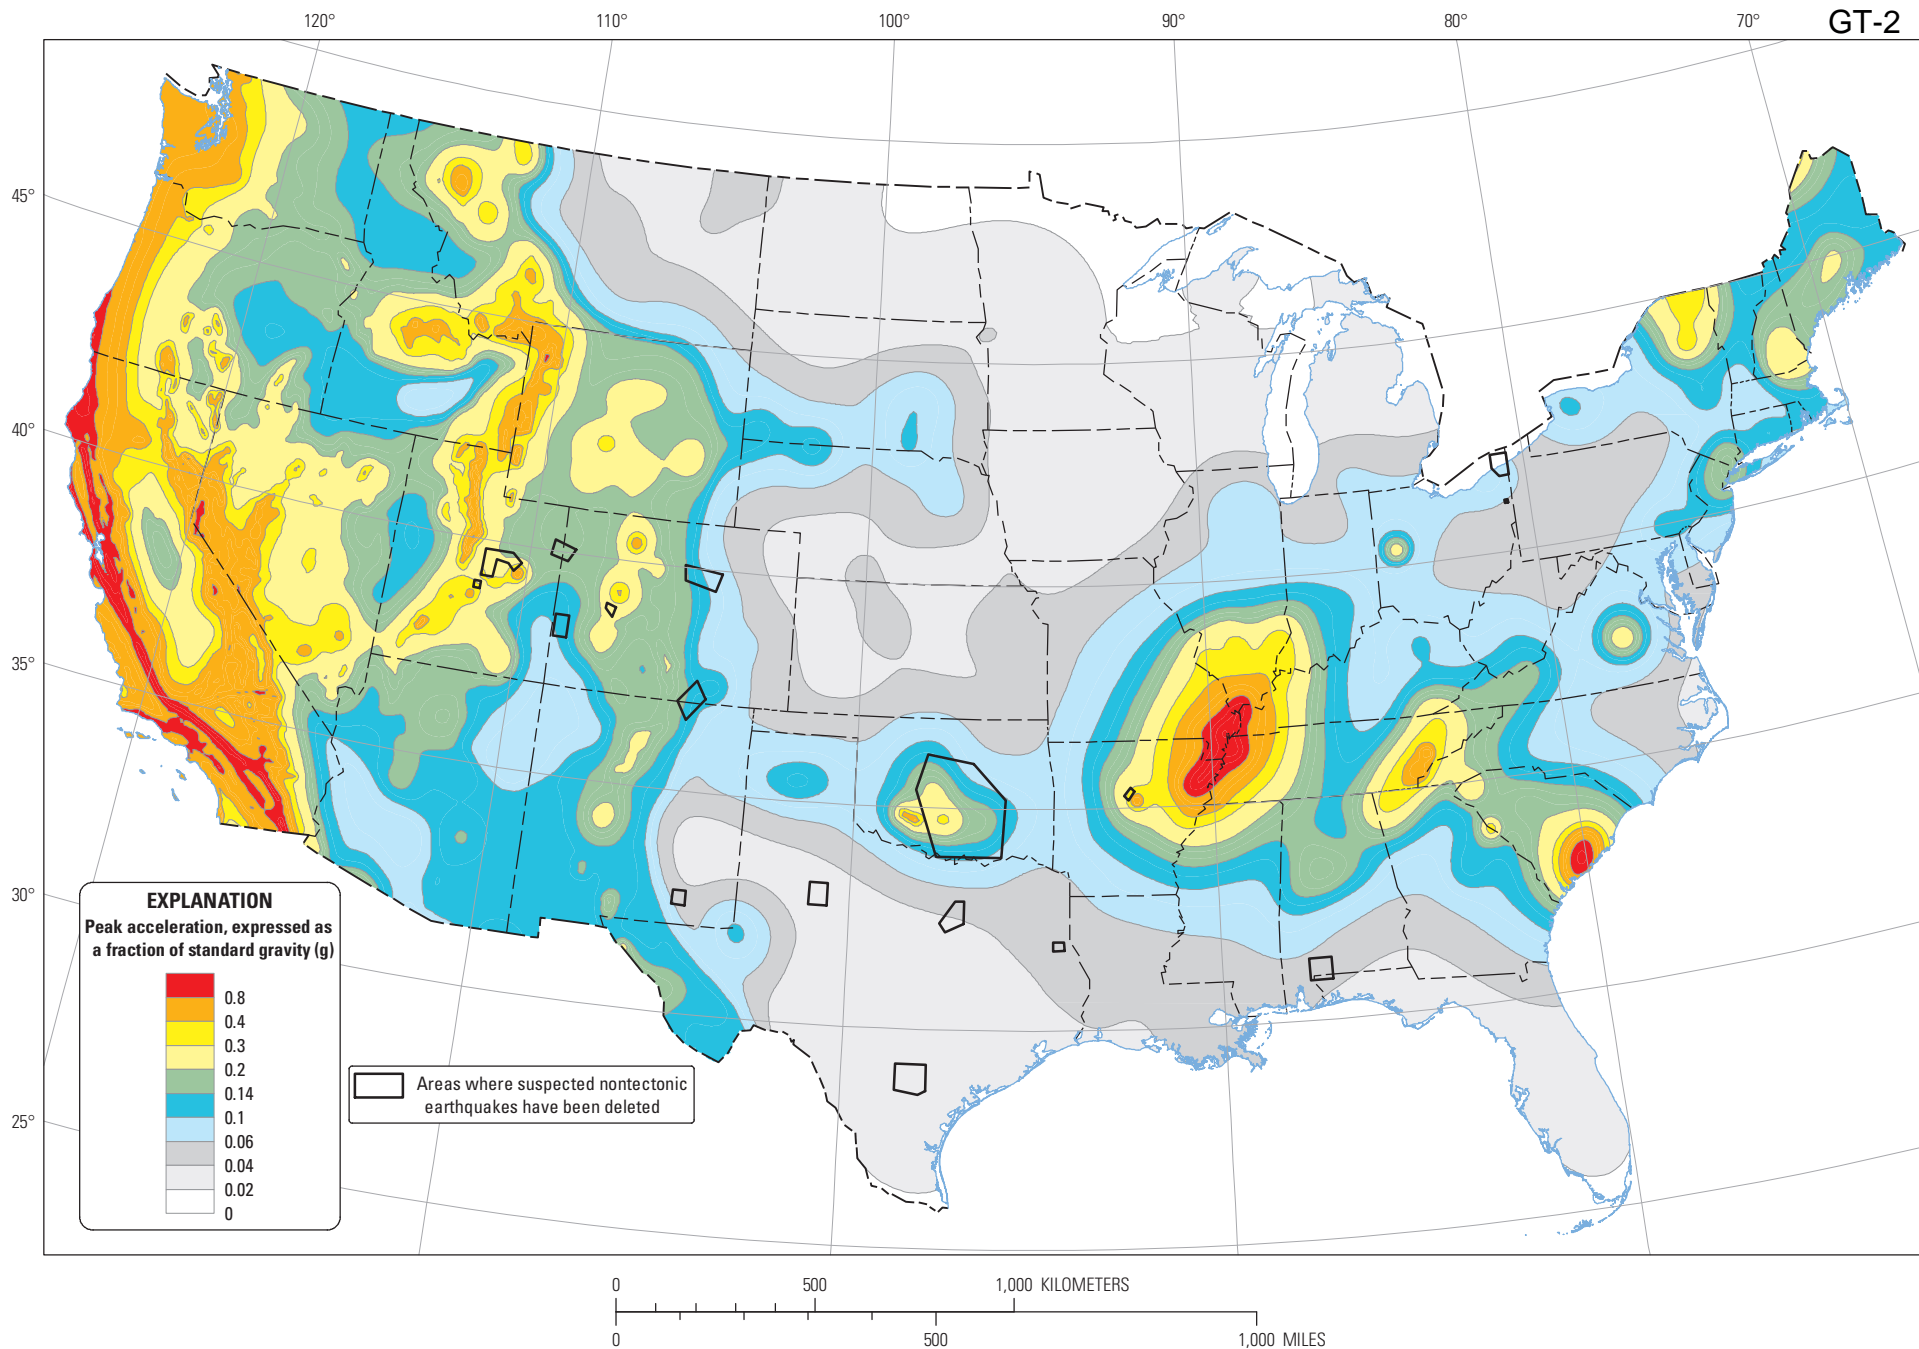 120°
110°
100°
90°
80°
70°
GT-2
45°
40°
35°
30°
25°
EXPLANATION
Peak acceleration, expressed as
a fraction of standard gravity (g)
0.8
0.4
0.3
0.2
0.14
0.1
0.06
0.04
0.02
0
Areas where suspected nontectonic
earthquakes have been deleted
0 500 1,000 KILOMETERS
0 500 1,000 MILES